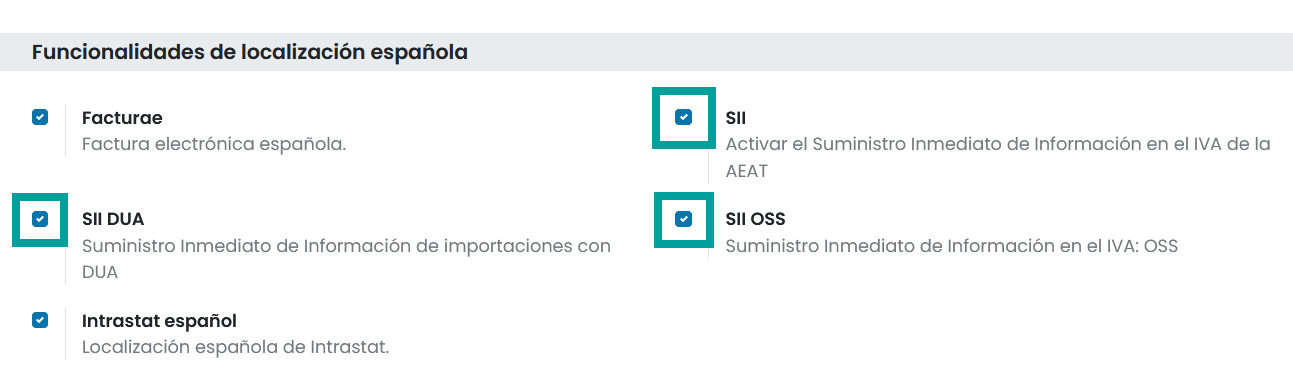 Funcionalidades de localización española
Facturae
Factura electrónica española.
SII
Activar el Suministro Inmediato de Información en el IVA de la
AEAT
SII DUA
Suministro Inmediato de Información de importaciones con
DUA
SII OSS
Suministro Inmediato de Información en el IVA: OSS
Intrastat español
Localización española de Intrastat.